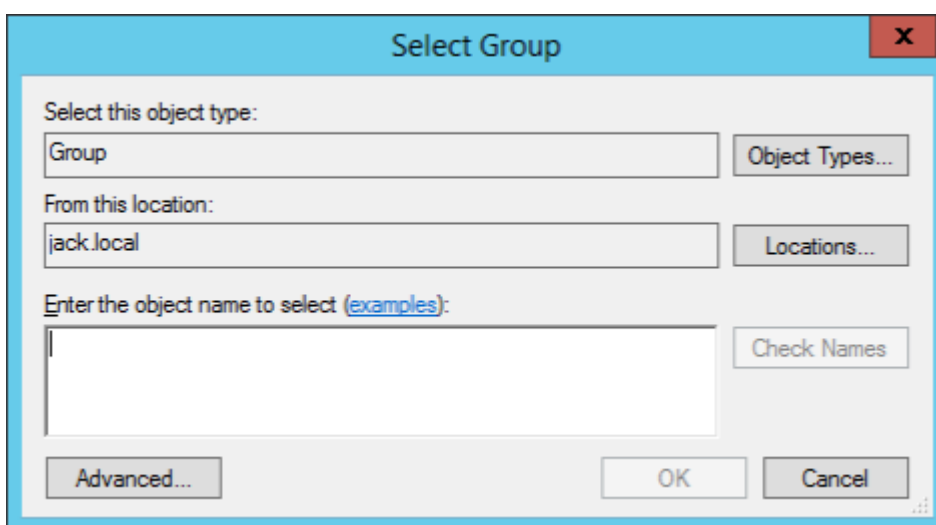 Select Group
x
Select this object type:
Group
Object Types...
From this location:
jack.local
Locations...
Enter the object name to select (examples):
Check Names
Advanced...
OK
Cancel